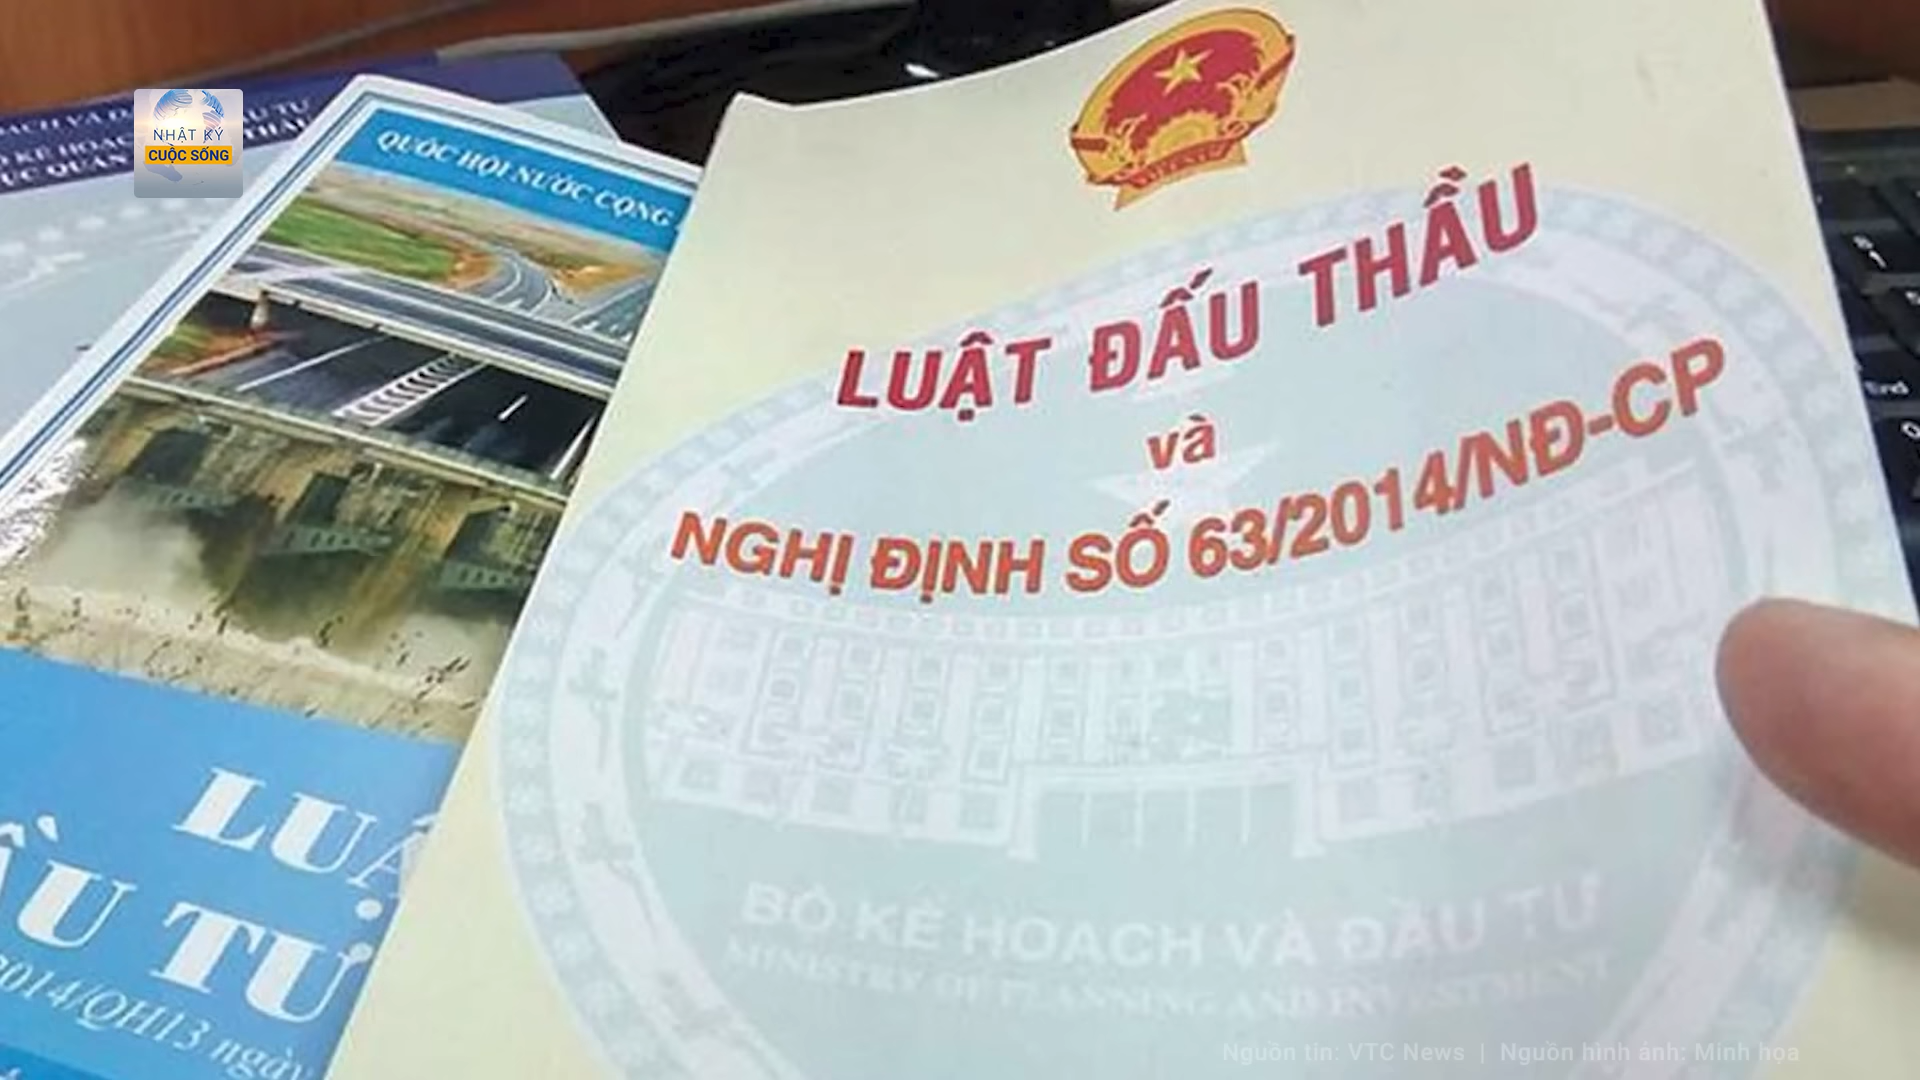 NHẬT KÝ
CUỘC SỐNG
QUỐC HỘI NƯỚC CỘNG
LUẬT ĐẤU THẦU
và
NGHỊ ĐỊNH SỐ 63/2014/NĐ-CP
BỘ KẾ HOẠCH VÀ ĐẦU TƯ
MINISTRY OF PLANNING AND INVESTMENT
TƯ
2014/QH13 ngày
End
Nguồn tin: VTC News | Nguồn hình ảnh: Minh họa